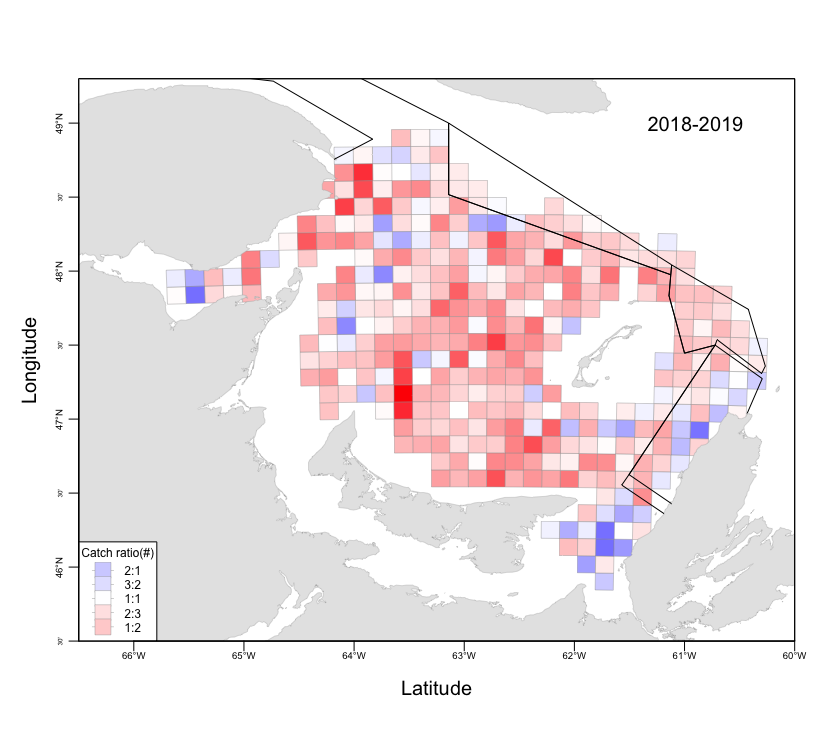 2018-2019
49°N
30'
48°N
30'
47°N
30'
46°N
30'
Longitude
Catch ratio(#)
2:1
3:2
1:1
2:3
1:2
66°W
65°W
64°W
63°W
62°W
61°W
60°W
Latitude